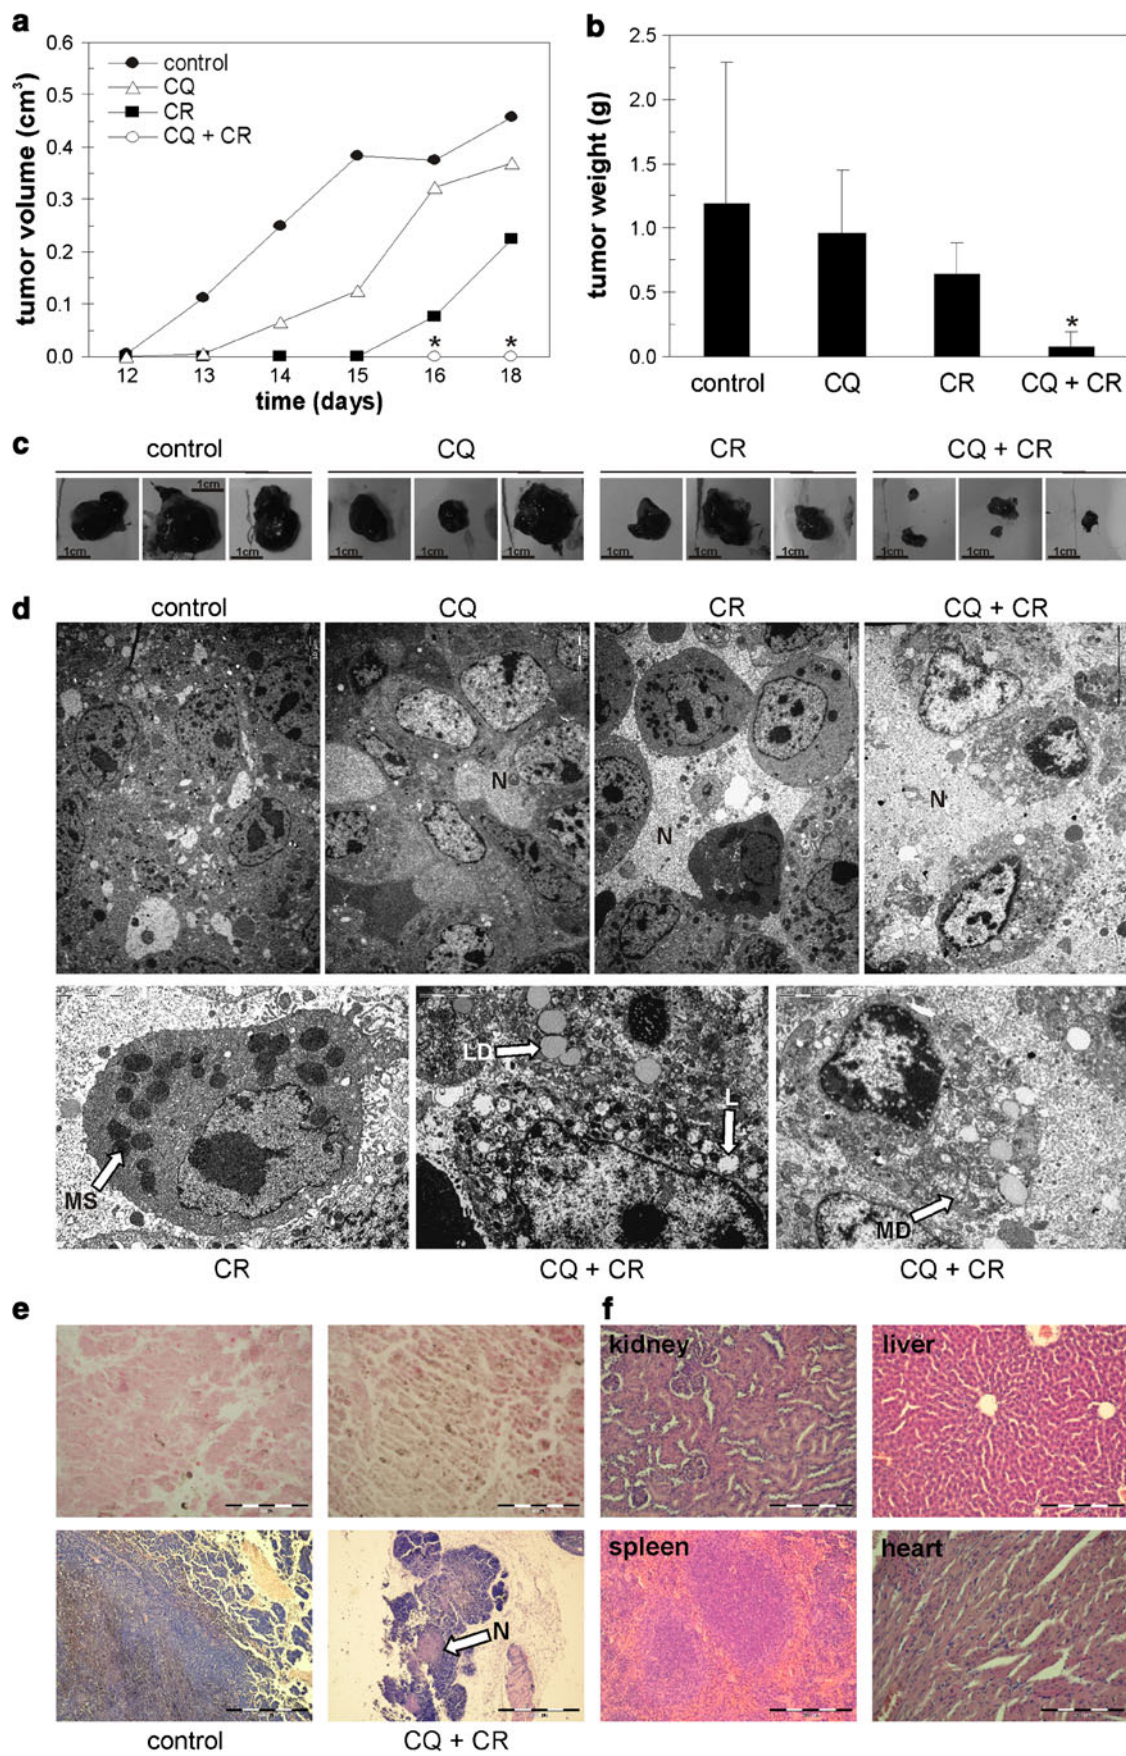 a
0.6
0.5
0.4
0.3
0.2
0.1
0.0
tumor volume (cm³)
control
CQ
CR
CQ + CR
* *
12 13 14 15 16 18
time (days)
b
2.5
2.0
1.5
1.0
0.5
0.0
tumor weight (g)
*
control CQ CR CQ + CR
c
control CQ CR CQ + CR
1cm 1cm 1cm 1cm 1cm 1cm 1cm 1cm 1cm 1cm 1cm 1cm
d
control CQ CR CQ + CR
N N N
MS LD L MD
CR CQ + CR CQ + CR
e
f
kidney liver
N
spleen heart
control CQ + CR